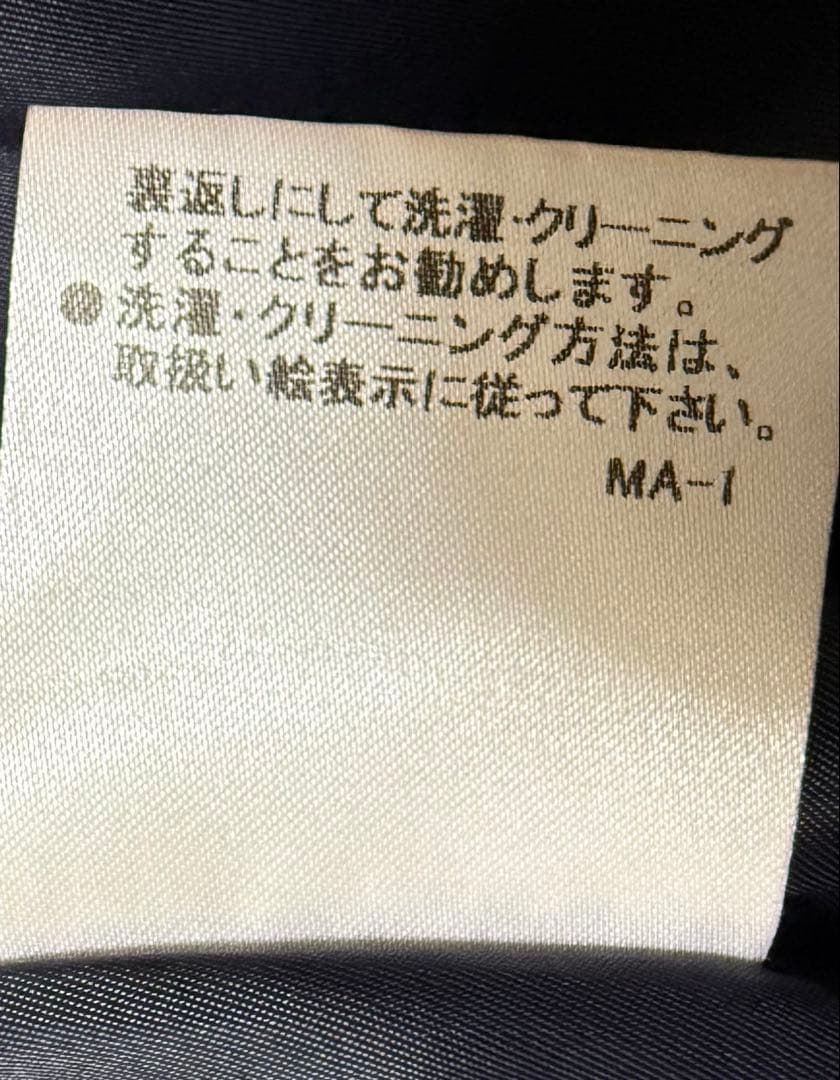 裏返しにして洗濯·クリーニング
することをお勧めします。
● 洗濯·クリーニング方法は、
取扱い絵表示に従って下さい。
MA-1